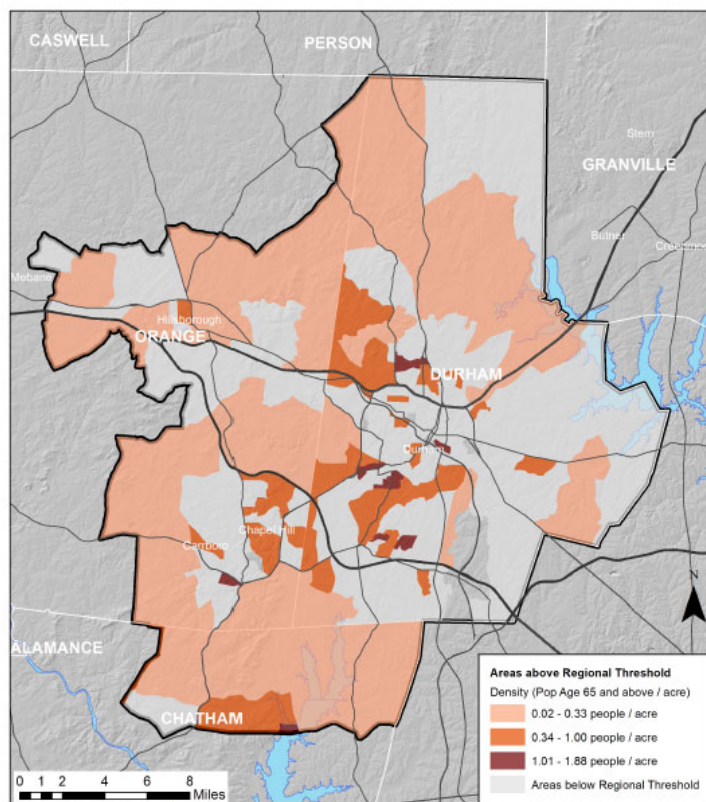 CASWELL
PERSON
Stem
GRANVILLE
Butner
Creedmoor
Mebane
Hillsborough
ORANGE
DURHAM
Durham
Chapel Hill
Carrboro
N
ALAMANCE
CHATHAM
Areas above Regional Threshold
Density (Pop Age 65 and above / acre)
0.02 - 0.33 people / acre
0.34 - 1.00 people / acre
1.01 - 1.88 people / acre
Areas below Regional Threshold
0 1 2 4 6 8
Miles